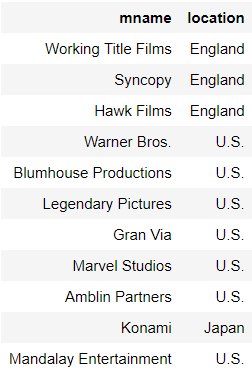 mname location
Working Title Films England
Syncopy England
Hawk Films England
Warner Bros. U.S.
Blumhouse Productions U.S.
Legendary Pictures U.S.
Gran Via U.S.
Marvel Studios U.S.
Amblin Partners U.S.
Konami Japan
Mandalay Entertainment U.S.